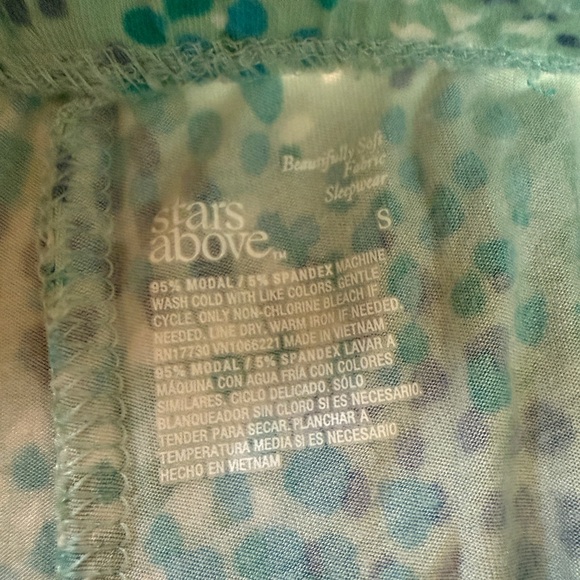 Beautifully Soft
Fabric
Sleepwear
stars
above™
S
95% MODAL / 5% SPANDEX MACHINE
WASH COLD WITH LIKE COLORS. GENTLE
CYCLE. ONLY NON-CHLORINE BLEACH IF
NEEDED. LINE DRY. WARM IRON IF NEEDED.
RN17730 VN1066221 MADE IN VIETNAM
95% MODAL / 5% SPANDEX LAVAR A
MÁQUINA CON AGUA FRÍA CON COLORES
SIMILARES. CICLO DELICADO. SÓLO
BLANQUEADOR SIN CLORO SI ES NECESARIO.
TENDER PARA SECAR. PLANCHAR A
TEMPERATURA MEDIA SI ES NECESARIO.
HECHO EN VIETNAM